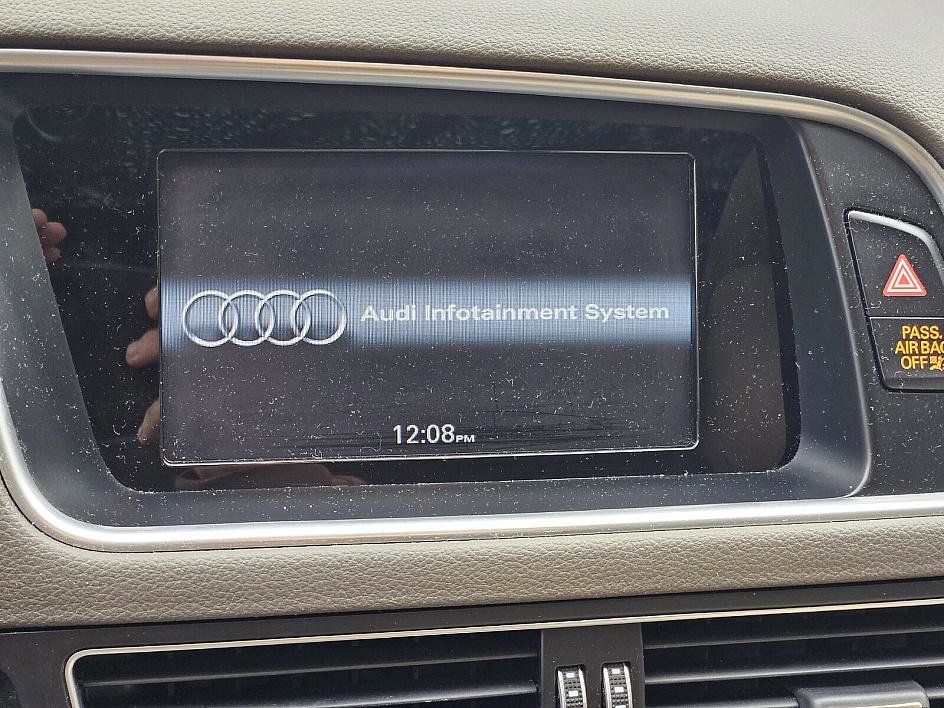 Audi Infotainment System
12:08PM
PASS.
AIR BAG
OFF